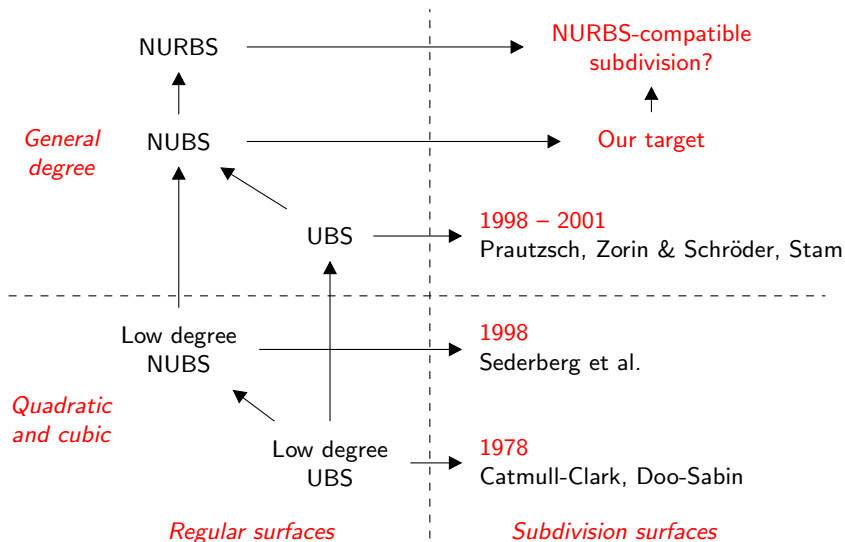 NURBS
NURBS-compatible
subdivision?
General
degree
NUBS
Our target
UBS
1998 – 2001
Prautzsch, Zorin & Schröder, Stam
Low degree
NUBS
1998
Sederberg et al.
Quadratic
and cubic
Low degree
UBS
1978
Catmull-Clark, Doo-Sabin
Regular surfaces
Subdivision surfaces